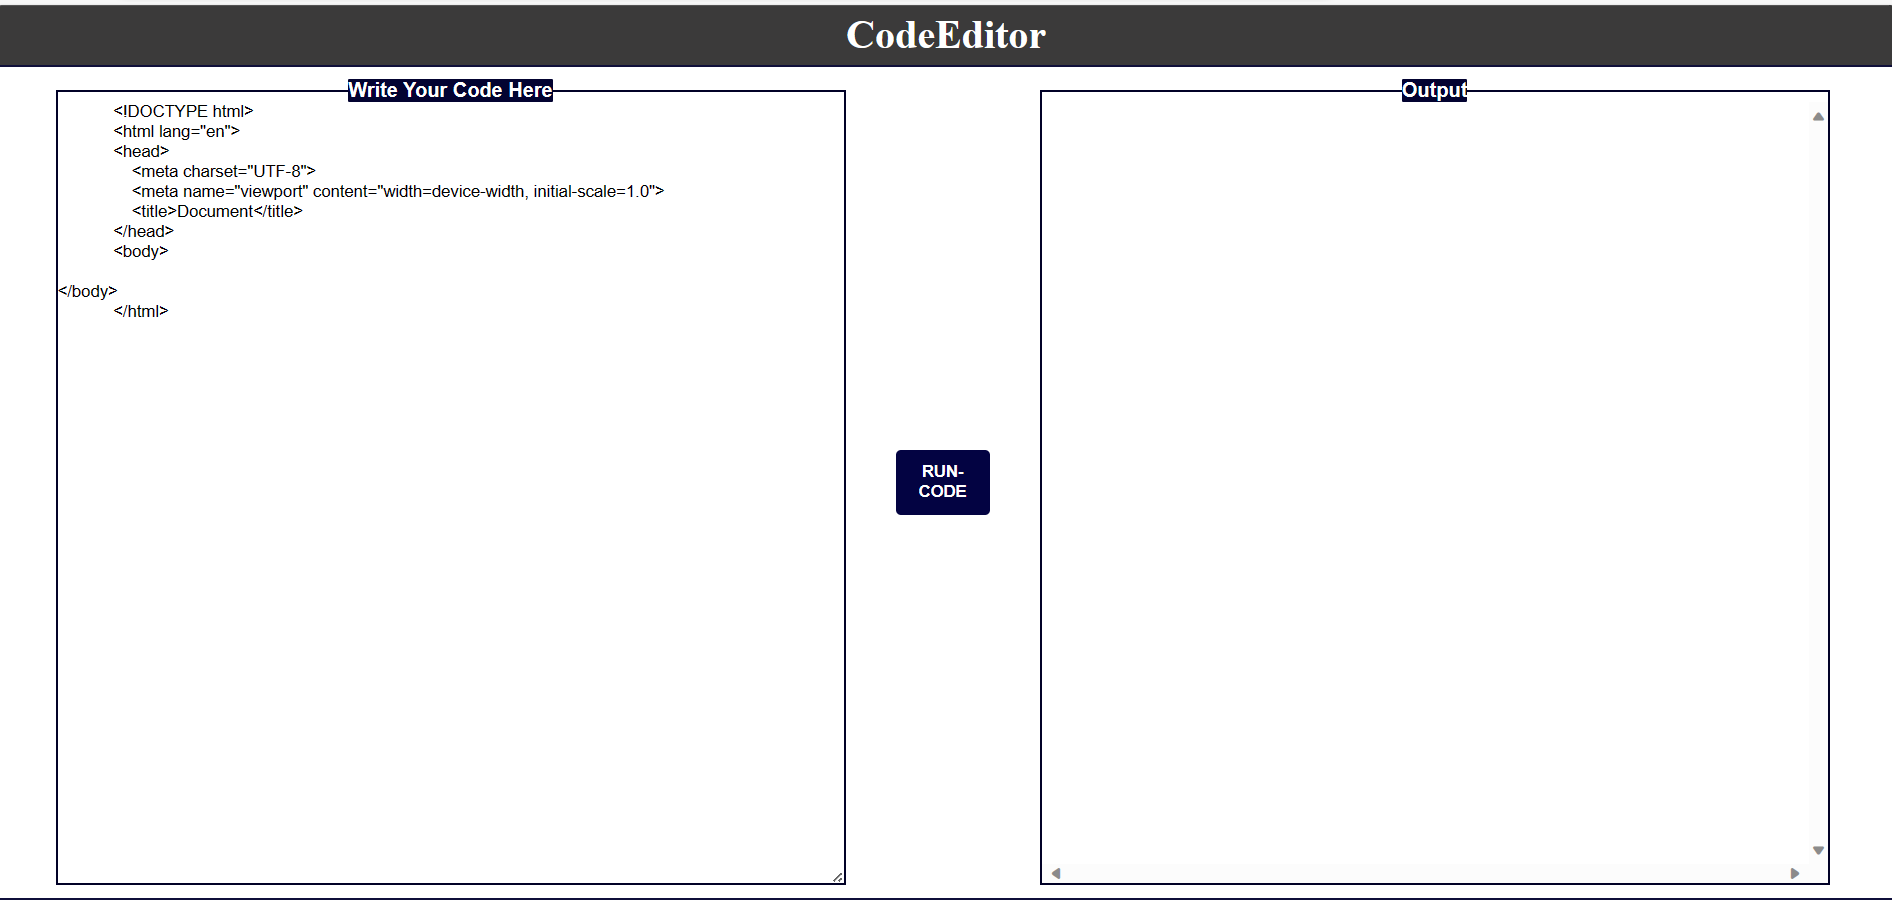 CodeEditor
Write Your Code Here
<!DOCTYPE html>
<html lang="en">
<head>
<meta charset="UTF-8">
<meta name="viewport" content="width=device-width, initial-scale=1.0">
<title>Document</title>
</head>
<body>
</body>
</html>
RUN-
CODE
Output